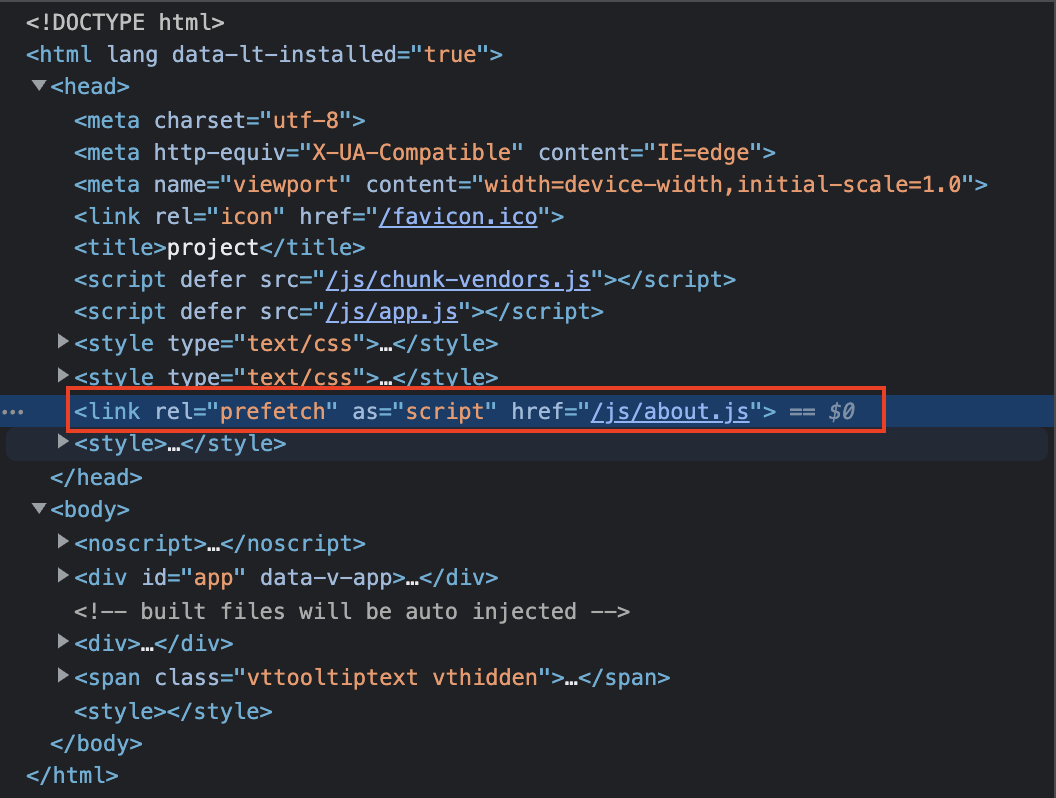 <!DOCTYPE html>
<html lang data-lt-installed="true">
<head>
<meta charset="utf-8">
<meta http-equiv="X-UA-Compatible" content="IE=edge">
<meta name="viewport" content="width=device-width,initial-scale=1.0">
<link rel="icon" href="/favicon.ico">
<title>project</title>
<script defer src="/js/chunk-vendors.js"></script>
<script defer src="/js/app.js"></script>
<style type="text/css">…</style>
<style type="text/css">…</style>
<link rel="prefetch" as="script" href="/js/about.js"> == $0
<style>…</style>
</head>
<body>
<noscript>…</noscript>
<div id="app" data-v-app>…</div>
<!-- built files will be auto injected -->
<div>…</div>
<span class="vttooltiptext vthidden">…</span>
<style></style>
</body>
</html>